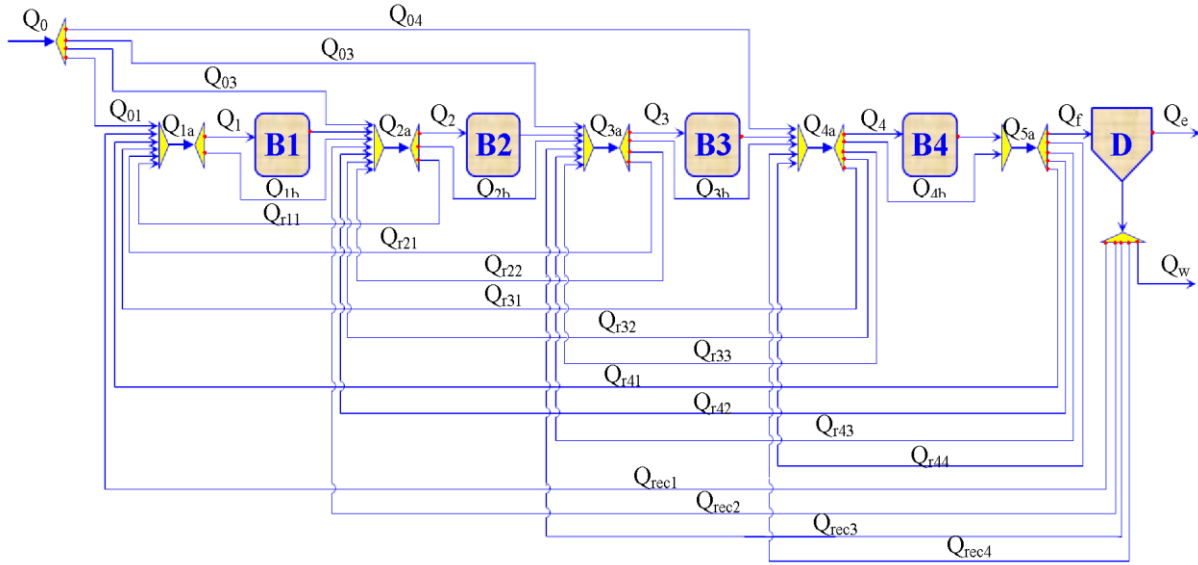 Q0
Q04
Q03
Q03
Q01
Q1a
Q1
B1
Q2a
Q2
B2
Q3a
Q3
B3
Q4a
Q4
B4
Q5a
Qf
D
Qe
Q1b
Q2b
Q3b
Q4b
Qr11
Qr21
Qr22
Qw
Qr31
Qr32
Qr33
Qr41
Qr42
Qr43
Qr44
Qrec1
Qrec2
Qrec3
Qrec4